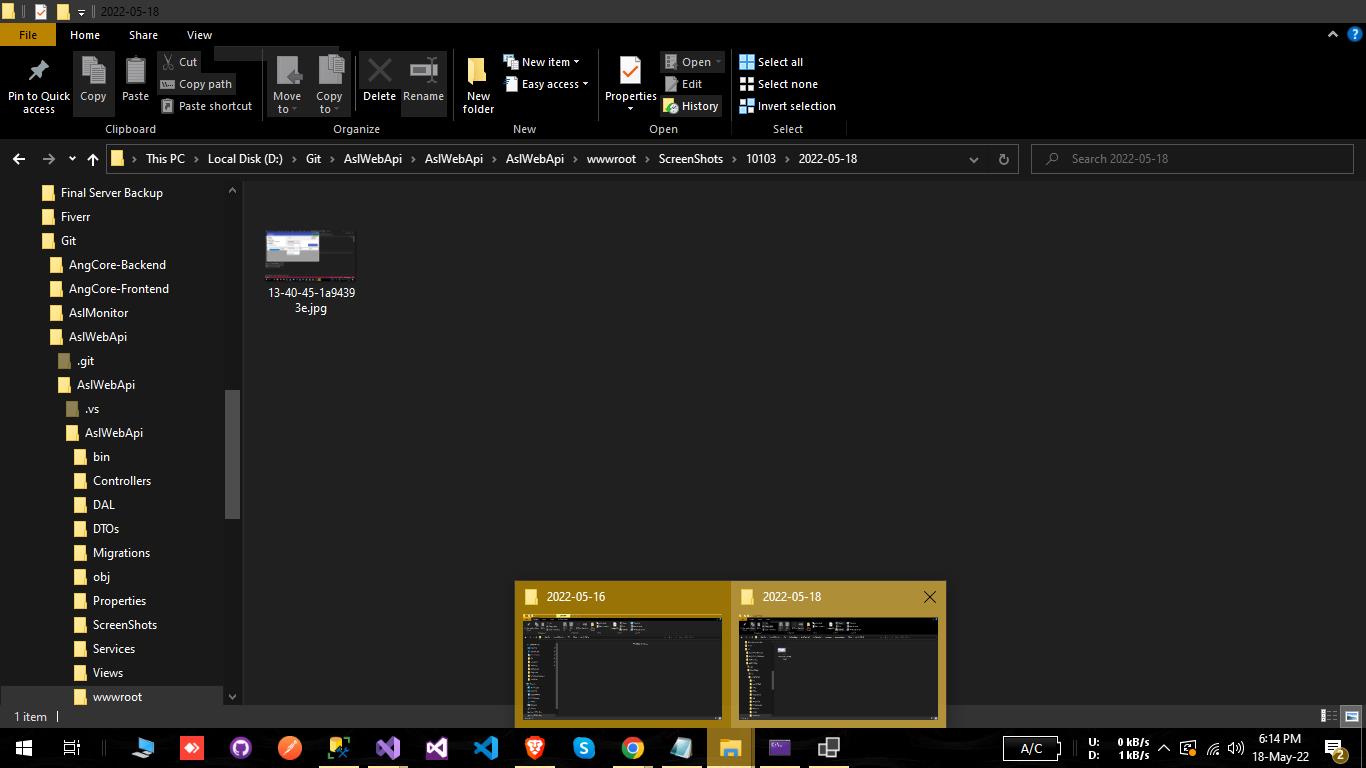 2022-05-18
File Home Share View
Pin to Quick access
Copy
Paste
Cut
Copy path
Paste shortcut
Clipboard
Move to
Copy to
Delete
Rename
Organize
New folder
New item
Easy access
New
Properties
Open
Edit
History
Open
Select all
Select none
Invert selection
Select
This PC > Local Disk (D:) > Git > AslWebApi > AslWebApi > AslWebApi > wwwroot > ScreenShots > 10103 > 2022-05-18
Search 2022-05-18
Final Server Backup
Fiverr
Git
AngCore-Backend
AngCore-Frontend
AslMonitor
AslWebApi
.git
AslWebApi
.vs
AslWebApi
bin
Controllers
DAL
DTOs
Migrations
obj
Properties
ScreenShots
Services
Views
wwwroot
13-40-45-1a9439
3e.jpg
2022-05-16
2022-05-18
1 item
A/C
U: 0 kB/s
D: 1 kB/s
6:14 PM
18-May-22
2